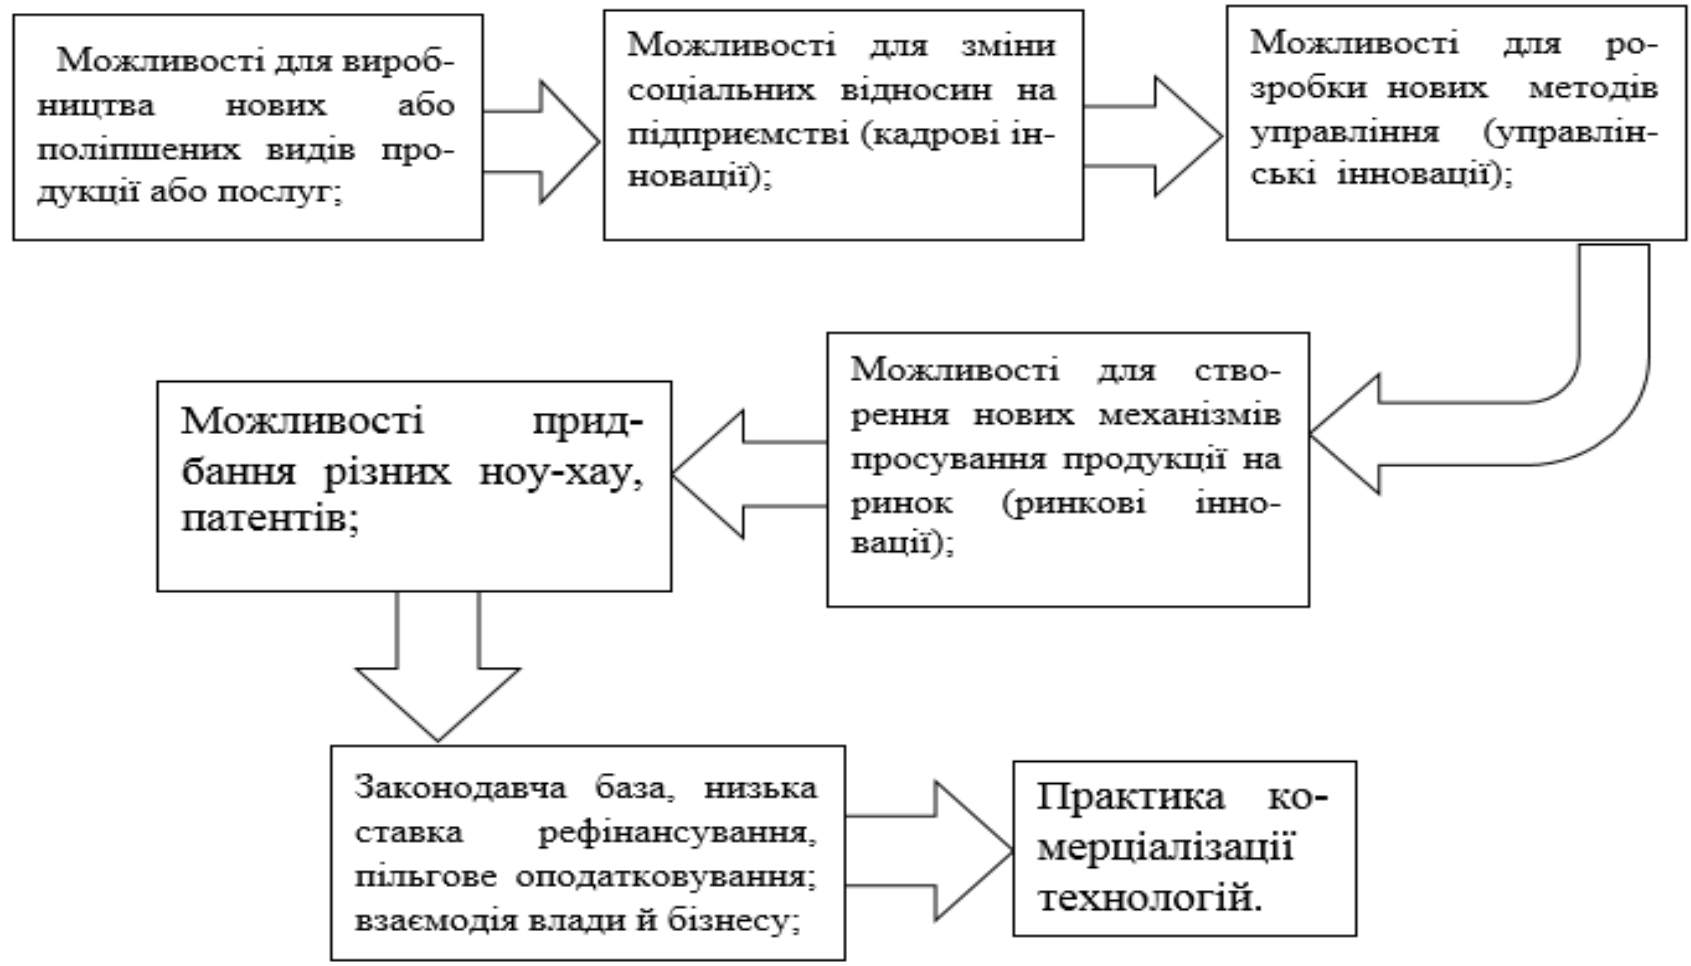 Можливості для вироб-
ництва нових або
поліпшених видів про-
дукції або послуг;
Можливості для зміни
соціальних відносин на
підприємстві (кадрові ін-
новації);
Можливості для ро-
зробки нових методів
управління (управлін-
ські інновації);
Можливості для ство-
рення нових механізмів
просування продукції на
ринок (ринкові інно-
вації);
Можливості прид-
бання різних ноу-хау,
патентів;
Законодавча база, низька
ставка рефінансування,
пільгове оподатковування;
взаємодія влади й бізнесу;
Практика ко-
мерціалізації
технологій.